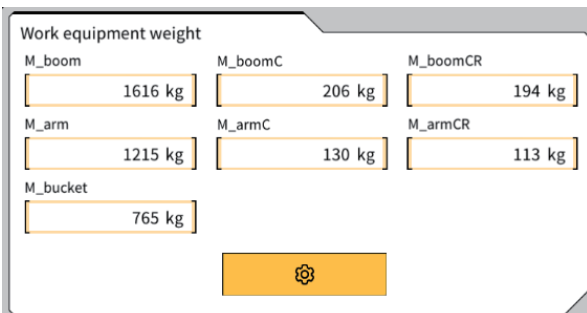 Work equipment weight
M_boom M_boomC M_boomCR
1616 kg 206 kg 194 kg
M_arm M_armC M_armCR
1215 kg 130 kg 113 kg
M_bucket
765 kg